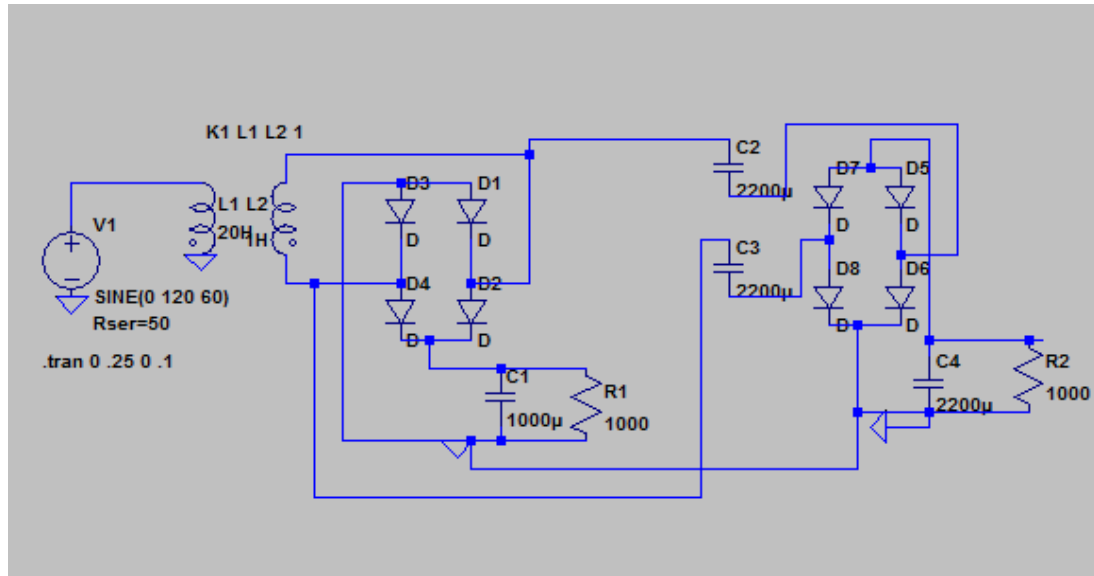 K1 L1 L2 1
V1
SINE(0 120 60)
Rser=50
.tran 0 .25 0 .1
L1 L2
20H 1H
D3 D1
D D
D4 D2
D D
C1
1000µ
R1
1000
C2
2200µ
C3
2200µ
D7 D5
D D
D8 D6
D D
C4
2200µ
R2
1000